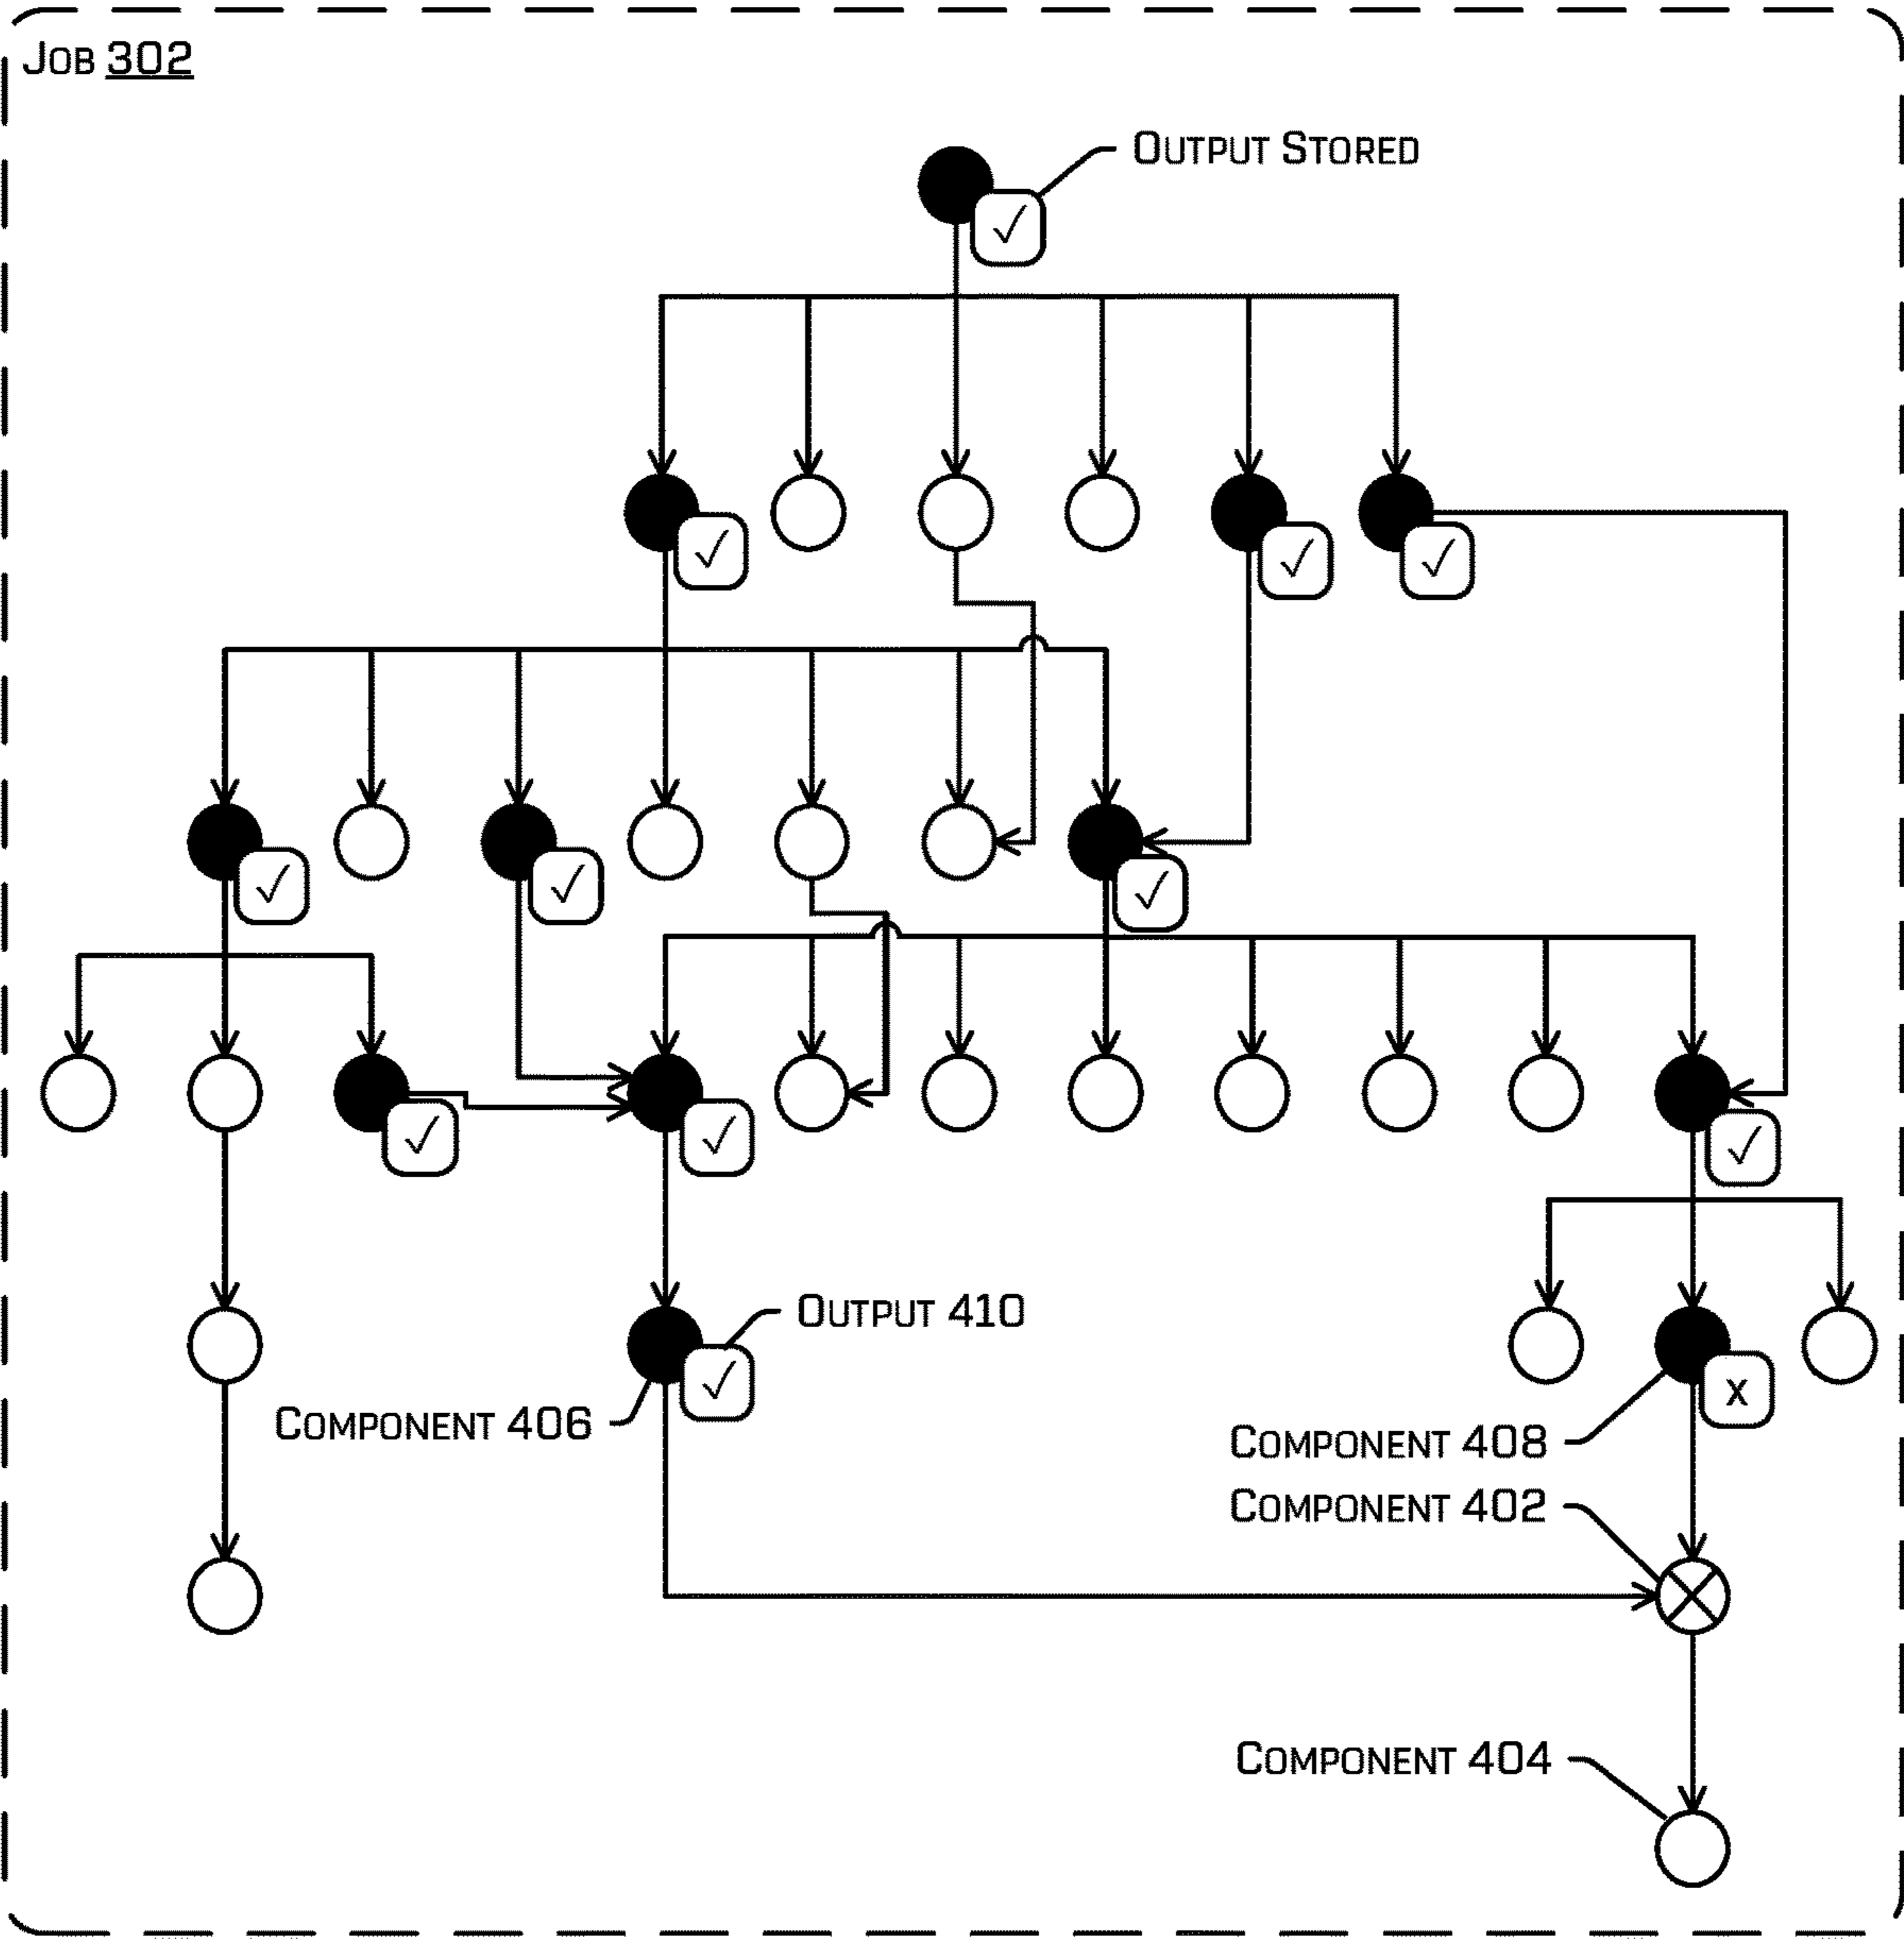 JOB 302
OUTPUT STORED
OUTPUT 410
COMPONENT 406
X
COMPONENT 408
COMPONENT 402
COMPONENT 404